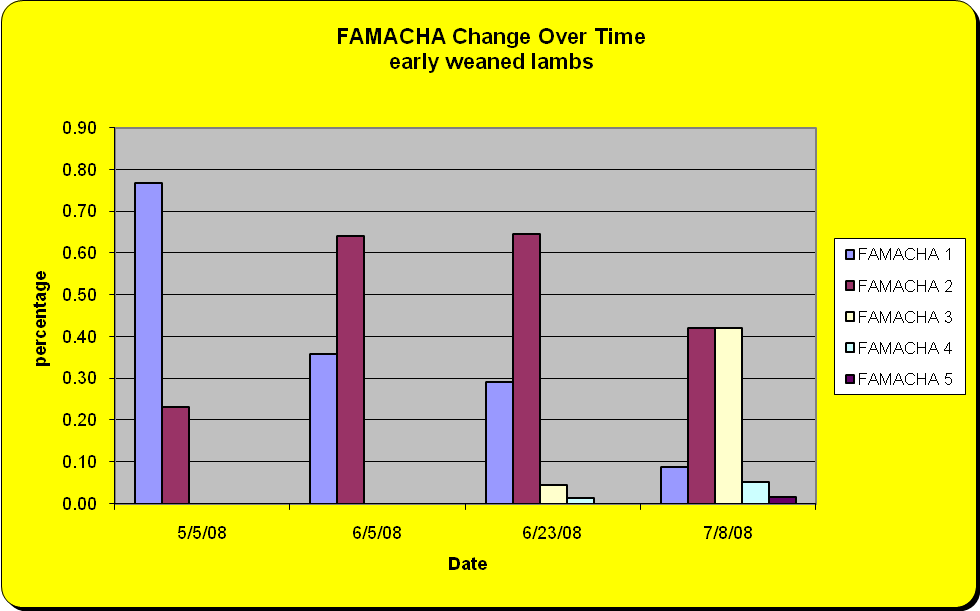 FAMACHA Change Over Time
early weaned lambs
percentage
0.90
0.80
0.70
0.60
0.50
0.40
0.30
0.20
0.10
0.00
5/5/08 6/5/08 6/23/08 7/8/08
Date
FAMACHA 1
FAMACHA 2
FAMACHA 3
FAMACHA 4
FAMACHA 5